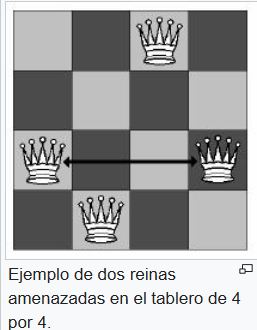 Ejemplo de dos reinas
amenazadas en el tablero de 4
por 4.